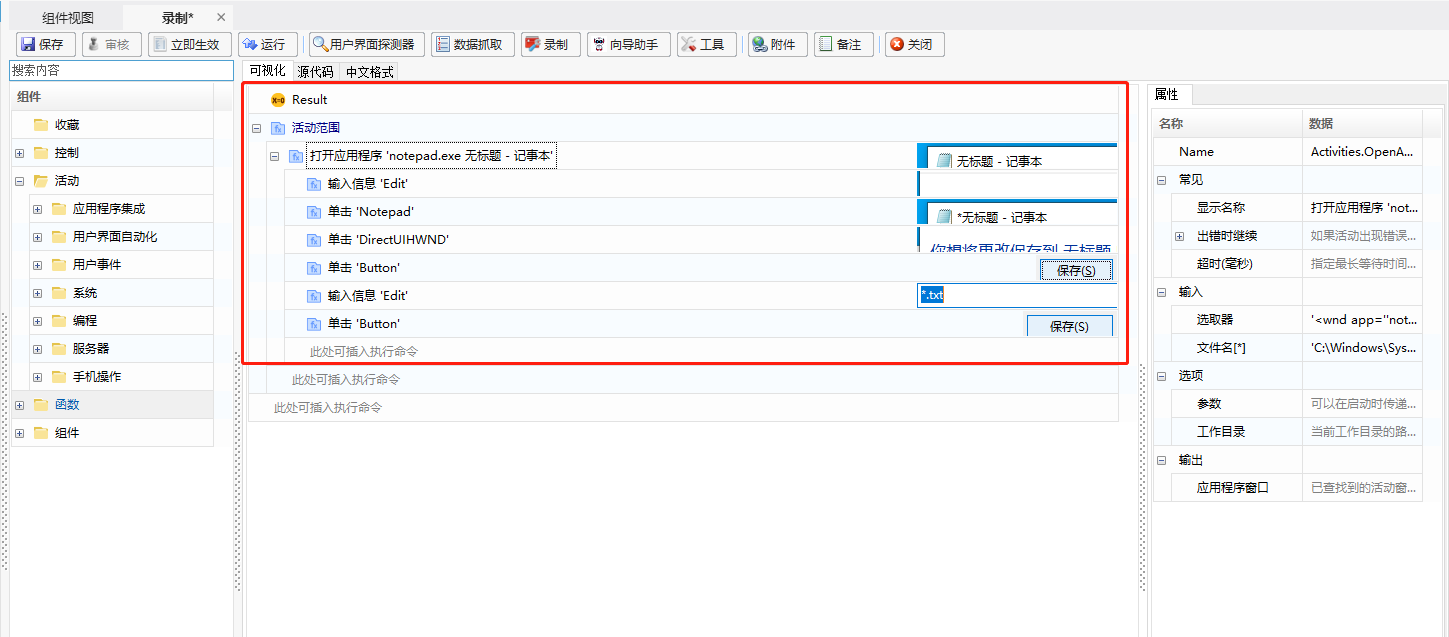 组件视图 录制* ×
保存 审核 立即生效 运行 用户界面探测器 数据抓取 录制 向导助手 工具 附件 备注 关闭
搜索内容
可视化 源代码 中文格式
组件
收藏
控制
活动
应用程序集成
用户界面自动化
用户事件
系统
编程
服务器
手机操作
函数
组件
Result
活动范围
打开应用程序 'notepad.exe 无标题 - 记事本' 无标题 - 记事本
输入信息 'Edit'
单击 'Notepad' *无标题 - 记事本
单击 'DirectUIHWND' 你想将更改保存到 无标题
单击 'Button' 保存(S)
输入信息 'Edit' *.txt
单击 'Button' 保存(S)
此处可插入执行命令
此处可插入执行命令
此处可插入执行命令
属性
名称 数据
Name Activities.OpenA...
常见
显示名称 打开应用程序 'not...
出错时继续 如果活动出现错误...
超时(毫秒) 指定最长等待时间...
输入
选取器 '<wnd app="not...
文件名[*] 'C:\Windows\Sys...
选项
参数 可以在启动时传递...
工作目录 当前工作目录的路...
输出
应用程序窗口 已查找到的活动窗...